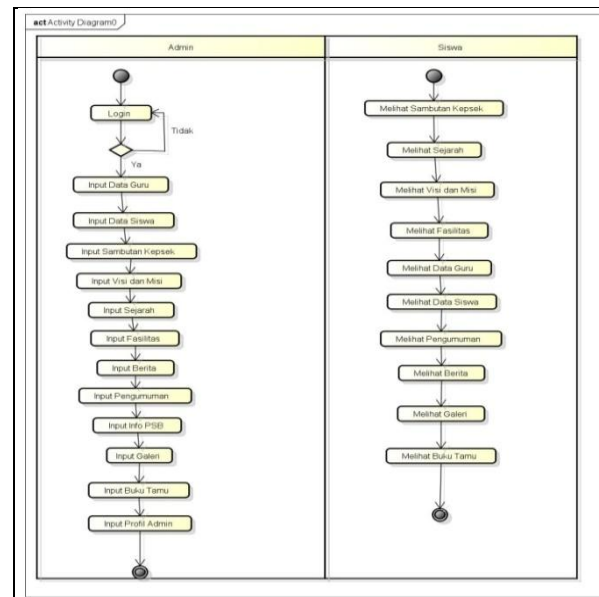 act Activity Diagram0
Admin
Siswa
Login
Tidak
Ya
Input Data Guru
Input Data Siswa
Input Sambutan Kepsek
Input Visi dan Misi
Input Sejarah
Input Fasilitas
Input Berita
Input Pengumuman
Input Info PSB
Input Galeri
Input Buku Tamu
Input Profil Admin
Melihat Sambutan Kepsek
Melihat Sejarah
Melihat Visi dan Misi
Melihat Fasilitas
Melihat Data Guru
Melihat Data Siswa
Melihat Pengumuman
Melihat Berita
Melihat Galeri
Melihat Buku Tamu